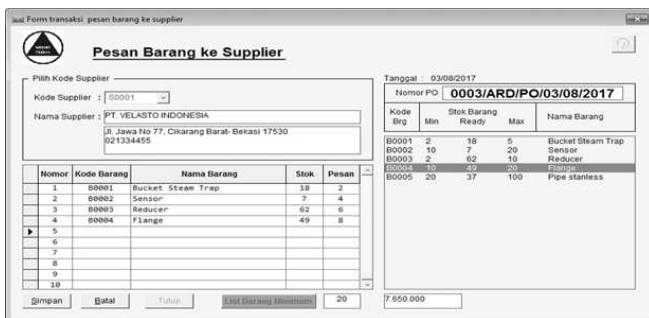 Form transaksi pesan barang ke supplier
Pesan Barang ke Supplier
Pilih Kode Supplier
Kode Supplier : S0001
Nama Supplier : PT. VELASTO INDONESIA
Jl. Jawa No 77, Cikarang Barat- Bekasi 17530
021334455
Nomor Kode Barang Nama Barang Stok Pesan
1 B0001 Bucket Steam Trap 18 2
2 B0002 Sensor 7 4
3 B0003 Reducer 62 6
4 B0004 Flange 49 8
5
6
7
8
9
10
Simpan Batal Tutup List Barang Minimum 20
Tanggal : 03/08/2017
Nomor PO 0003/ARD/PO/03/08/2017
Kode Brg Min Stok Barang Ready Max Nama Barang
B0001 2 18 5 Bucket Steam Trap
B0002 10 7 20 Sensor
B0003 2 62 10 Reducer
B0004 10 49 20 Flange
B0005 20 37 100 Pipe stanless
7.650.000